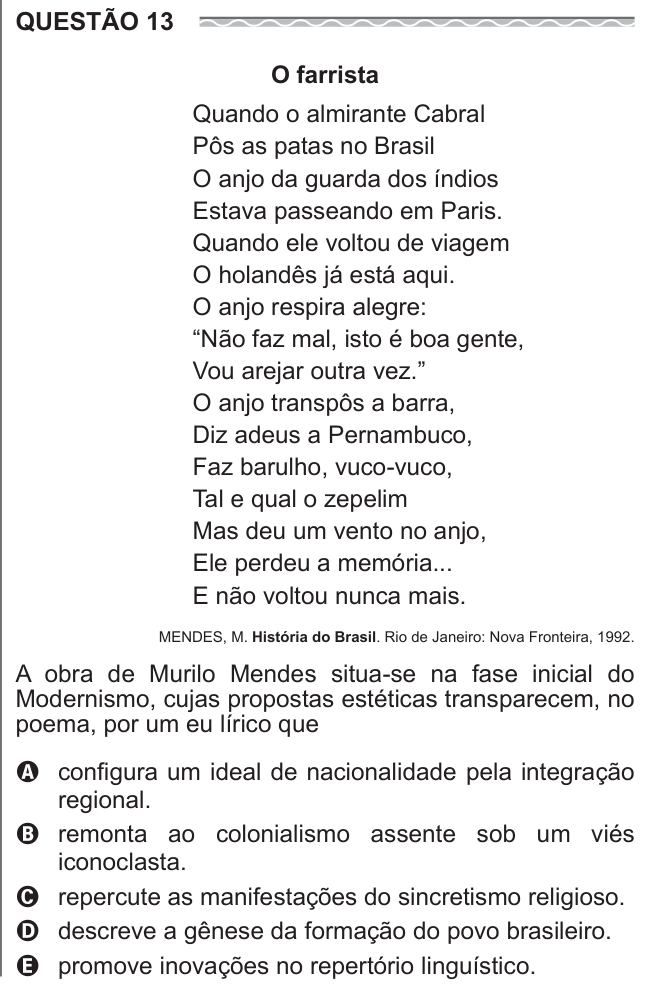 QUESTÃO 13
O farrista
Quando o almirante Cabral
Pôs as patas no Brasil
O anjo da guarda dos índios
Estava passeando em Paris.
Quando ele voltou de viagem
O holandês já está aqui.
O anjo respira alegre:
“Não faz mal, isto é boa gente,
Vou arejar outra vez.”
O anjo transpôs a barra,
Diz adeus a Pernambuco,
Faz barulho, vuco-vuco,
Tal e qual o zepelim
Mas deu um vento no anjo,
Ele perdeu a memória...
E não voltou nunca mais.
MENDES, M. História do Brasil. Rio de Janeiro: Nova Fronteira, 1992.
A obra de Murilo Mendes situa-se na fase inicial do
Modernismo, cujas propostas estéticas transparecem, no
poema, por um eu lírico que
A configura um ideal de nacionalidade pela integração
regional.
B remonta ao colonialismo assente sob um viés
iconoclasta.
C repercute as manifestações do sincretismo religioso.
D descreve a gênese da formação do povo brasileiro.
E promove inovações no repertório linguístico.